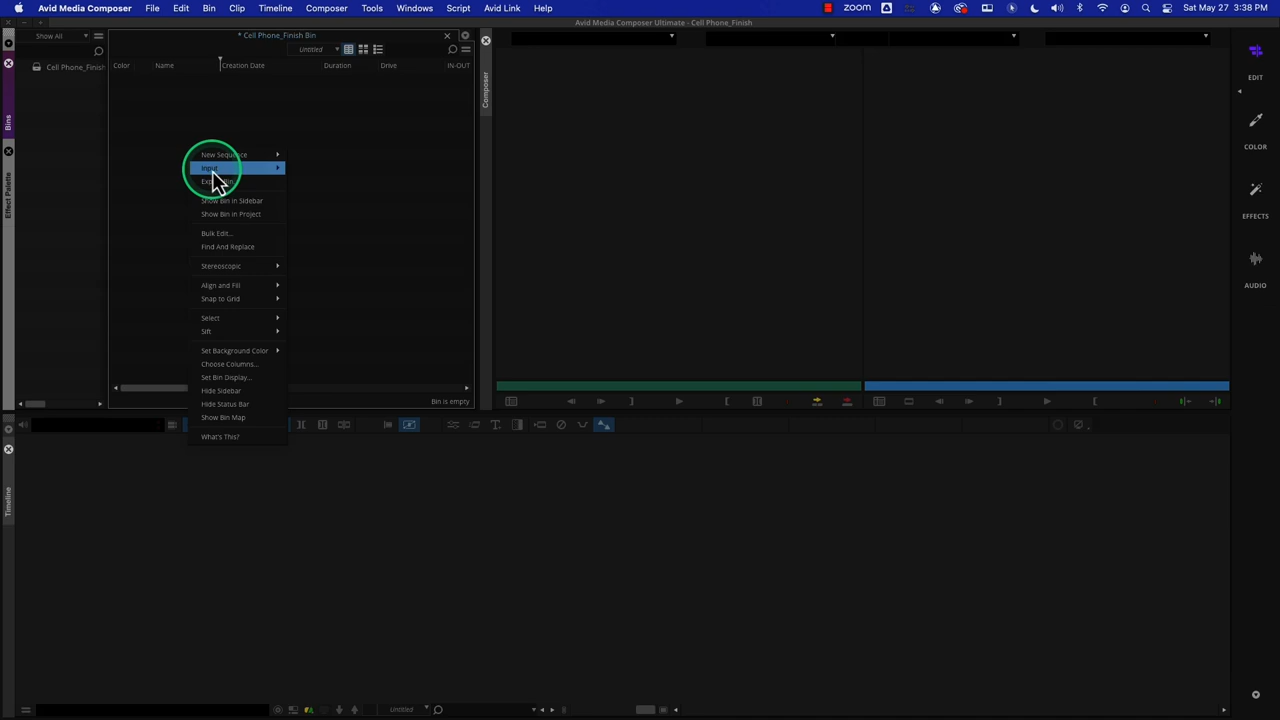 Avid Media Composer File Edit Bin Clip Timeline Composer Tools Windows Script Avid Link Help ZOOM Sat May 27 3:38 PM
Avid Media Composer Ultimate - Cell Phone_Finish
Show All
* Cell Phone_Finish Bin
Untitled
Cell Phone_Finish
Color Name Creation Date Duration Drive IN-OUT
Bins
Effect Palette
Composer
New Sequence
Input
Show Bin in Sidebar
Show Bin in Project
Bulk Edit...
Find And Replace
Stereoscopic
Align and Fill
Snap to Grid
Select
Sift
Set Background Color
Choose Columns...
Set Bin Display...
Hide Sidebar
Hide Status Bar
Show Bin Map
What's This?
Bin is empty
EDIT
COLOR
EFFECTS
AUDIO
Timeline
Untitled